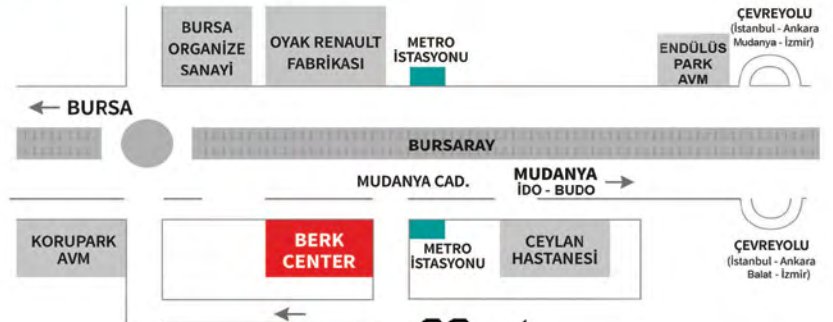 BURSA
ORGANİZE
SANAYİ
OYAK RENAULT
FABRİKASI
METRO
İSTASYONU
ENDÜLÜS
PARK
AVM
ÇEVREYOLU
(İstanbul - Ankara
Mudanya - İzmir)
BURSA
BURSARAY
MUDANYA CAD.
MUDANYA
İDO - BUDO
KORUPARK
AVM
BERK
CENTER
METRO
İSTASYONU
CEYLAN
HASTANESİ
ÇEVREYOLU
(İstanbul - Ankara
Balat - İzmir)